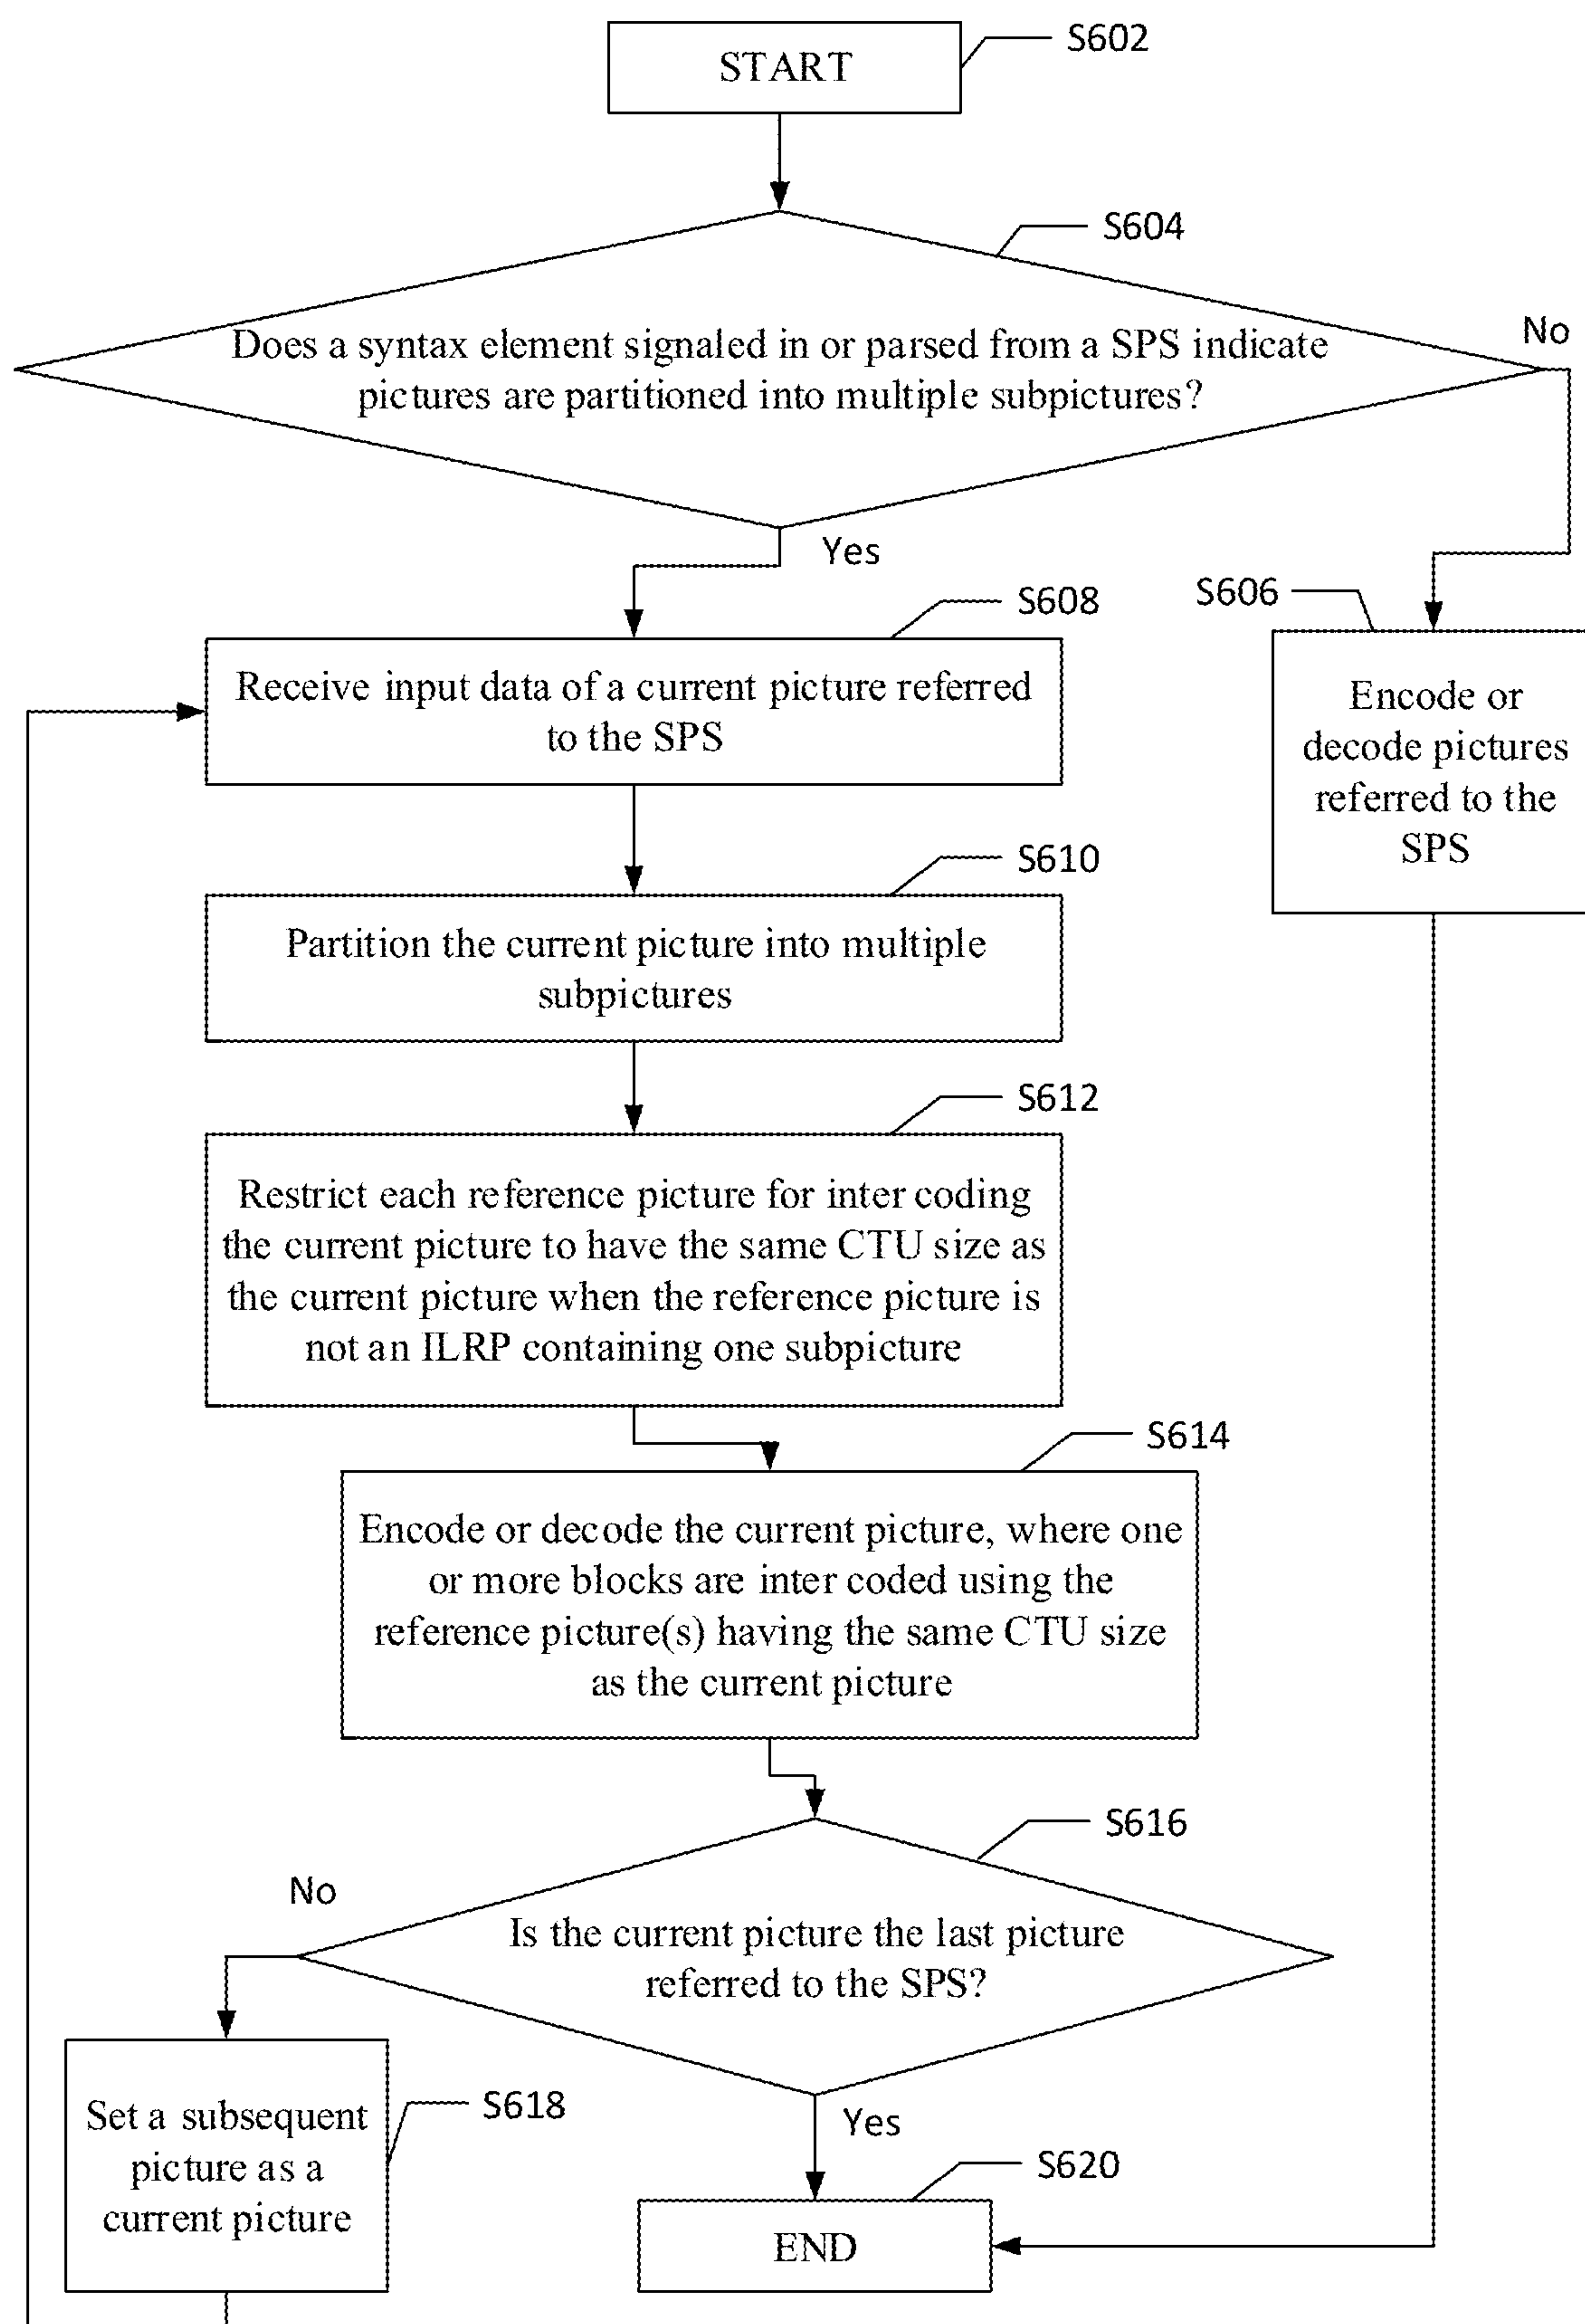 START
S602
S604
Does a syntax element signaled in or parsed from a SPS indicate
pictures are partitioned into multiple subpictures?
No
Yes
S606
Encode or
decode pictures
referred to the
SPS
S608
Receive input data of a current picture referred
to the SPS
S610
Partition the current picture into multiple
subpictures
S612
Restrict each reference picture for inter coding
the current picture to have the same CTU size as
the current picture when the reference picture is
not an ILRP containing one subpicture
S614
Encode or decode the current picture, where one
or more blocks are inter coded using the
reference picture(s) having the same CTU size
as the current picture
S616
No
Is the current picture the last picture
referred to the SPS?
Yes
Set a subsequent
picture as a
current picture
S618
S620
END